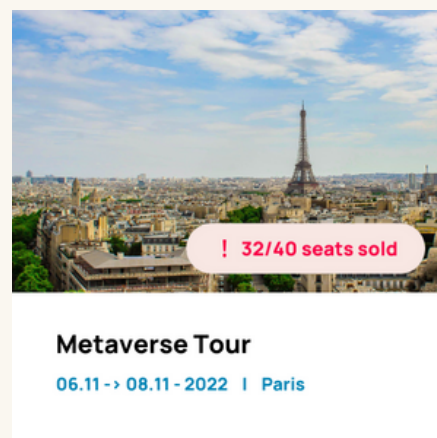 ! 32/40 seats sold
Metaverse Tour
06.11 -> 08.11 - 2022 | Paris